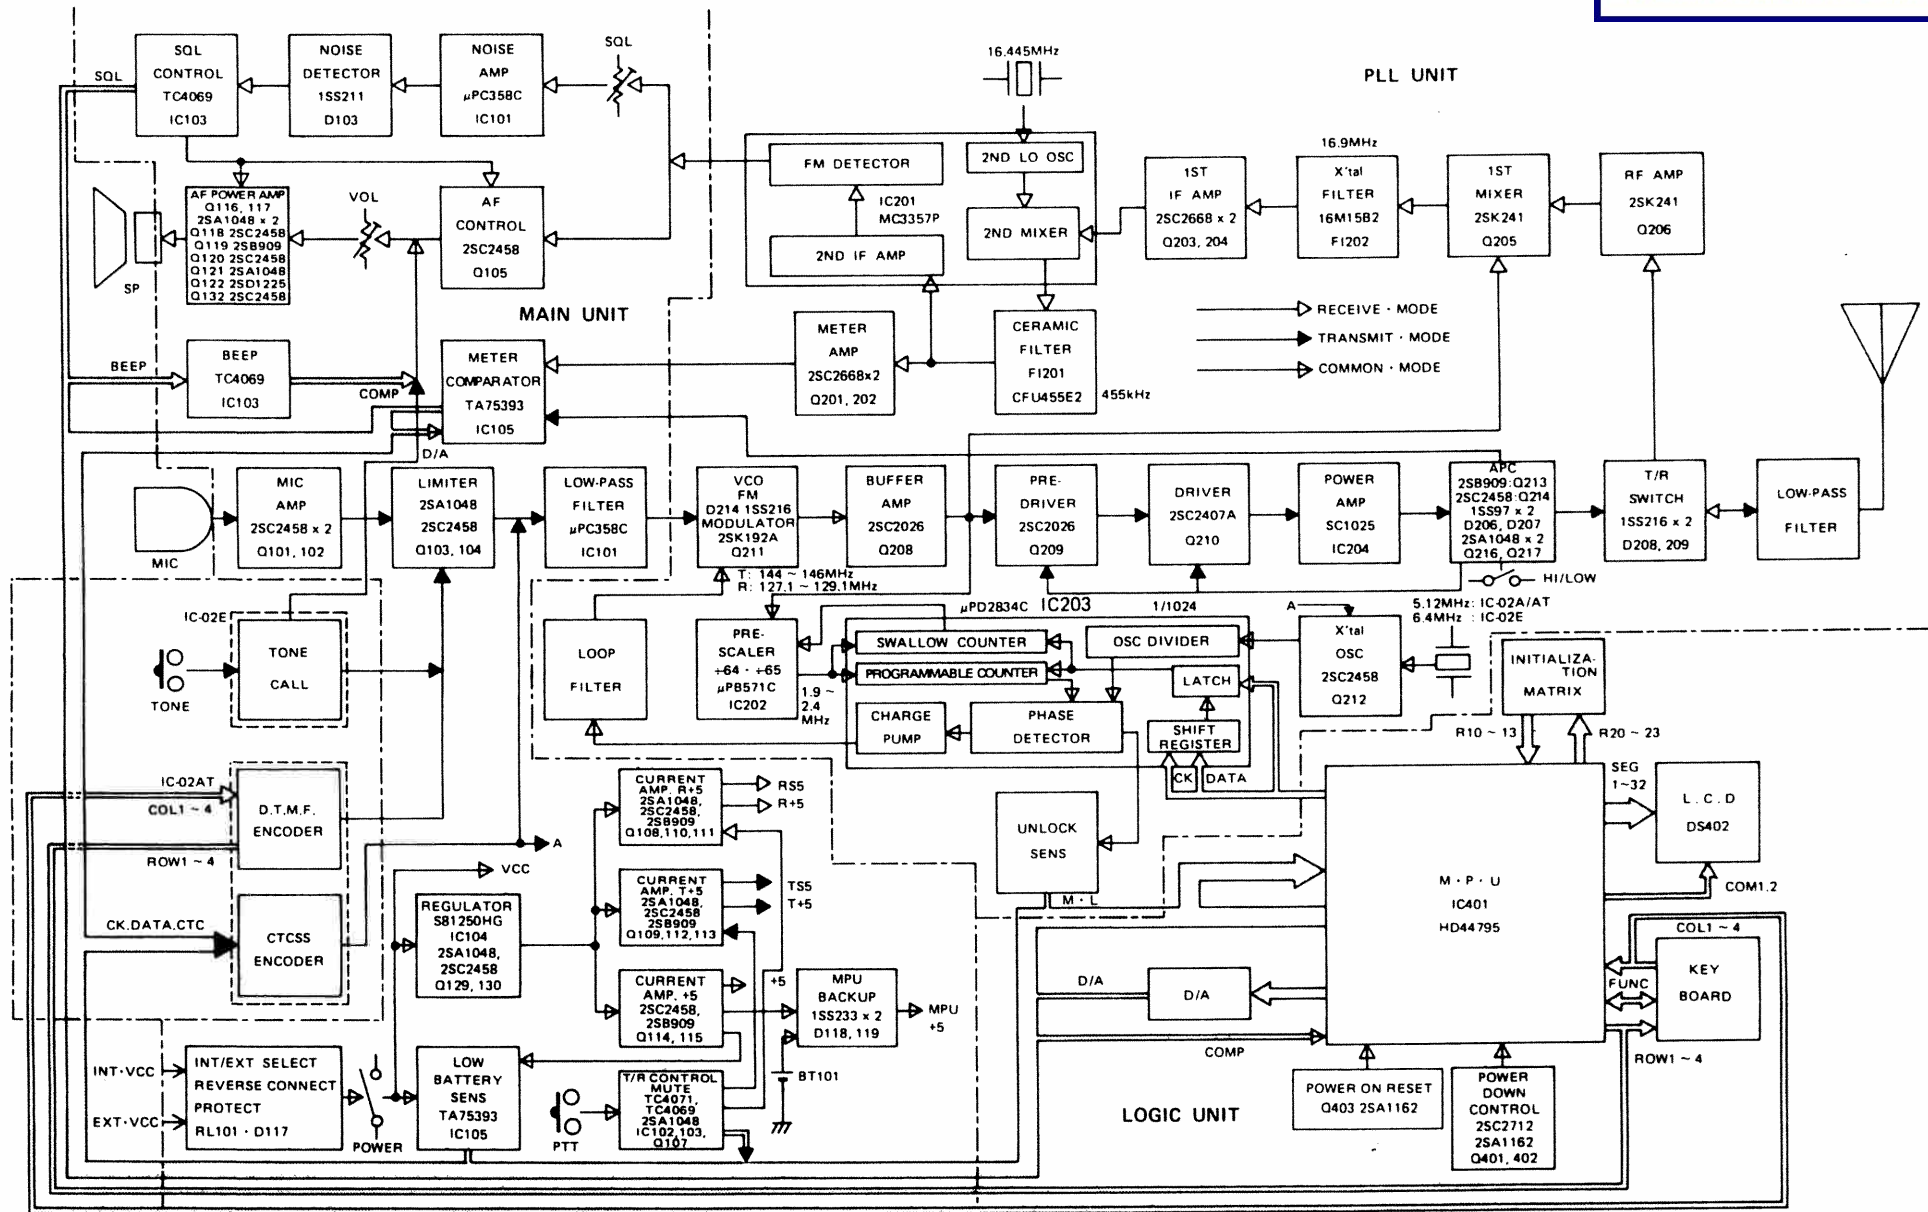 SQL
CONTROL
TC4069
IC103
NOISE
DETECTOR
1SS211
D103
NOISE
AMP
μPC358C
IC101
SQL
SQL
16.445MHz
PLL UNIT
FM DETECTOR
2ND LO OSC
IC201
MC3357P
2ND MIXER
2ND IF AMP
1ST
IF AMP
2SC2668 x 2
Q203, 204
16.9MHz
X'tal
FILTER
16M15B2
FI202
1ST
MIXER
2SK241
Q205
RF AMP
2SK241
Q206
AF POWER AMP
Q116, 117
2SA1048 x 2
Q118 2SC2458
Q119 2SB909
Q120 2SC2458
Q121 2SA1048
Q122 2SD1225
Q132 2SC2458
SP
VOL
AF
CONTROL
2SC2458
Q105
MAIN UNIT
RECEIVE · MODE
TRANSMIT · MODE
COMMON · MODE
BEEP
BEEP
TC4069
IC103
COMP
METER
COMPARATOR
TA75393
IC105
METER
AMP
2SC2668x2
Q201, 202
CERAMIC
FILTER
FI201
CFU455E2
455kHz
D/A
MIC
MIC
AMP
2SC2458 x 2
Q101, 102
LIMITER
2SA1048
2SC2458
Q103, 104
LOW-PASS
FILTER
μPC358C
IC101
VCO
FM
D214 1SS216
MODULATOR
2SK192A
Q211
T: 144 ~ 146MHz
R: 127.1 ~ 129.1MHz
BUFFER
AMP
2SC2026
Q208
PRE-
DRIVER
2SC2026
Q209
DRIVER
2SC2407A
Q210
POWER
AMP
SC1025
IC204
APC
2SB909:Q213
2SC2458:Q214
1SS97 x 2
D206, D207
2SA1048 x 2
Q216, Q217
HI/LOW
T/R
SWITCH
1SS216 x 2
D208, 209
LOW-PASS
FILTER
IC-02E
TONE
CALL
TONE
LOOP
FILTER
PRE-
SCALER
÷64 · ÷65
μPB571C
IC202
1.9 ~
2.4
MHz
μPD2834C IC203
1/1024
SWALLOW COUNTER
OSC DIVIDER
PROGRAMMABLE COUNTER
LATCH
CHARGE
PUMP
PHASE
DETECTOR
SHIFT
REGISTER
CK DATA
A
X'tal
OSC
2SC2458
Q212
5.12MHz: IC-02A/AT
6.4MHz : IC-02E
INITIALIZA-
TION
MATRIX
R10 ~ 13
R20 ~ 23
IC-02AT
COL1 ~ 4
D.T.M.F.
ENCODER
ROW1 ~ 4
A
VCC
CK.DATA.CTC
CTCSS
ENCODER
REGULATOR
S81250HG
IC104
2SA1048,
2SC2458
Q129, 130
CURRENT
AMP. R+5
2SA1048,
2SC2458,
2SB909
Q108,110,111
RS5
R+5
CURRENT
AMP. T+5
2SA1048,
2SC2458
2SB909
Q109,112,113
TS5
T+5
CURRENT
AMP. +5
2SC2458,
2SB909
Q114, 115
+5
MPU
BACKUP
1SS233 x 2
D118, 119
MPU
+5
BT101
UNLOCK
SENS
M · L
M · P · U
IC401
HD44795
SEG
1~32
L.C.D
DS402
COM1.2
COL1 ~ 4
KEY
BOARD
FUNC
ROW1 ~ 4
D/A
D/A
COMP
INT·VCC
EXT·VCC
INT/EXT SELECT
REVERSE CONNECT
PROTECT
RL101 · D117
POWER
LOW
BATTERY
SENS
TA75393
IC105
PTT
T/R CONTROL
MUTE
TC4071,
TC4069
2SA1048
IC102,103,
Q107
LOGIC UNIT
POWER ON RESET
Q403 2SA1162
POWER
DOWN
CONTROL
2SC2712
2SA1162
Q401, 402